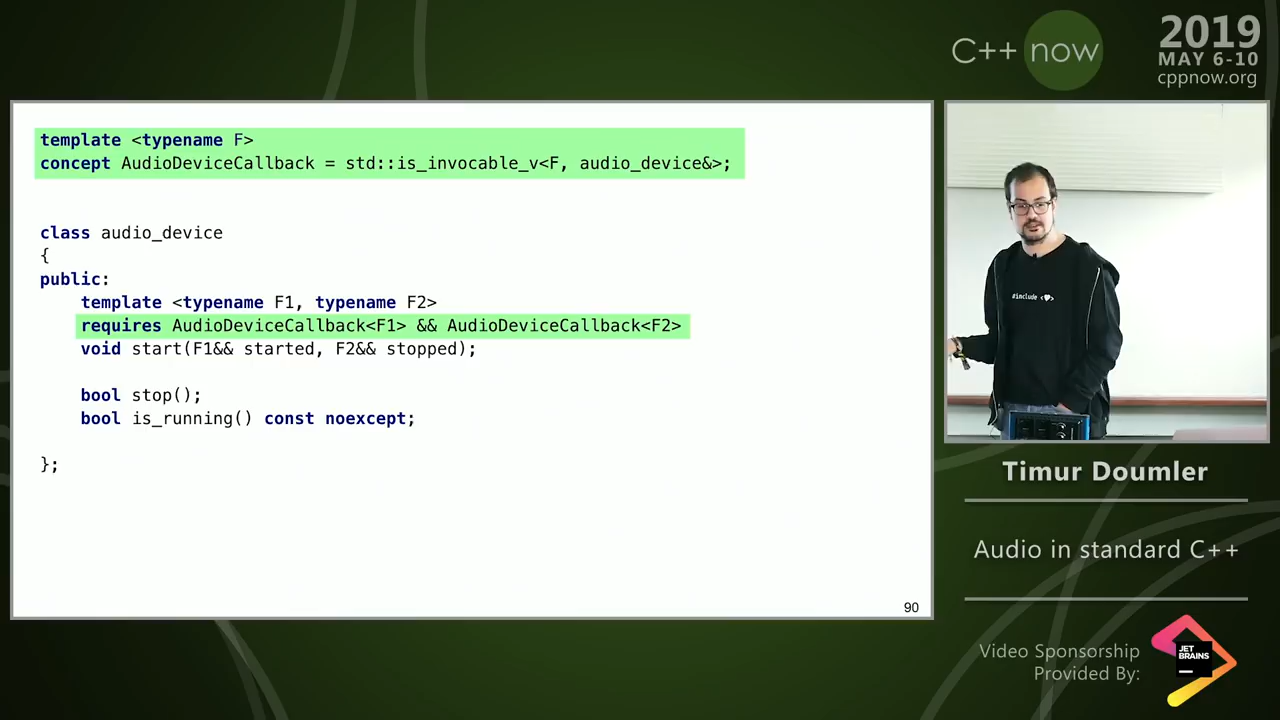 C++ now
2019
MAY 6-10
cppnow.org
template <typename F>
concept AudioDeviceCallback = std::is_invocable_v<F, audio_device&>;
class audio_device
{
public:
template <typename F1, typename F2>
requires AudioDeviceCallback<F1> && AudioDeviceCallback<F2>
void start(F1&& started, F2&& stopped);
bool stop();
bool is_running() const noexcept;
};
90
#include <♥>
Timur Doumler
Audio in standard C++
Video Sponsorship
Provided By:
JET
BRAINS